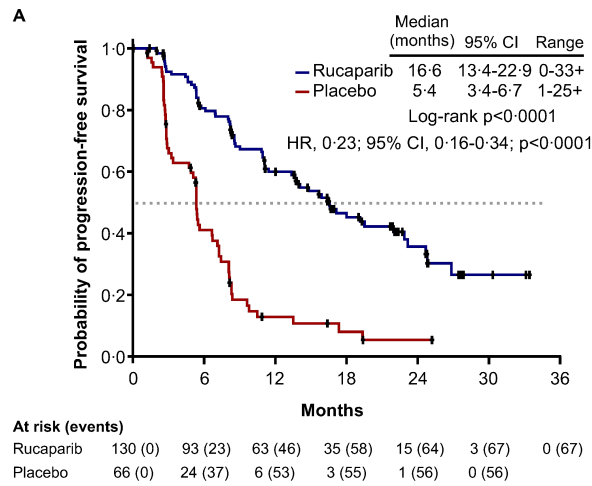 A
Median
(months) 95% CI Range
Rucaparib 16·6 13·4-22·9 0-33+
Placebo 5·4 3·4-6·7 1-25+
Log-rank p<0·0001
HR, 0·23; 95% CI, 0·16-0·34; p<0·0001
Probability of progression-free survival
1·0
0·8
0·6
0·4
0·2
0·0
0 6 12 18 24 30 36
Months
At risk (events)
Rucaparib 130 (0) 93 (23) 63 (46) 35 (58) 15 (64) 3 (67) 0 (67)
Placebo 66 (0) 24 (37) 6 (53) 3 (55) 1 (56) 0 (56)